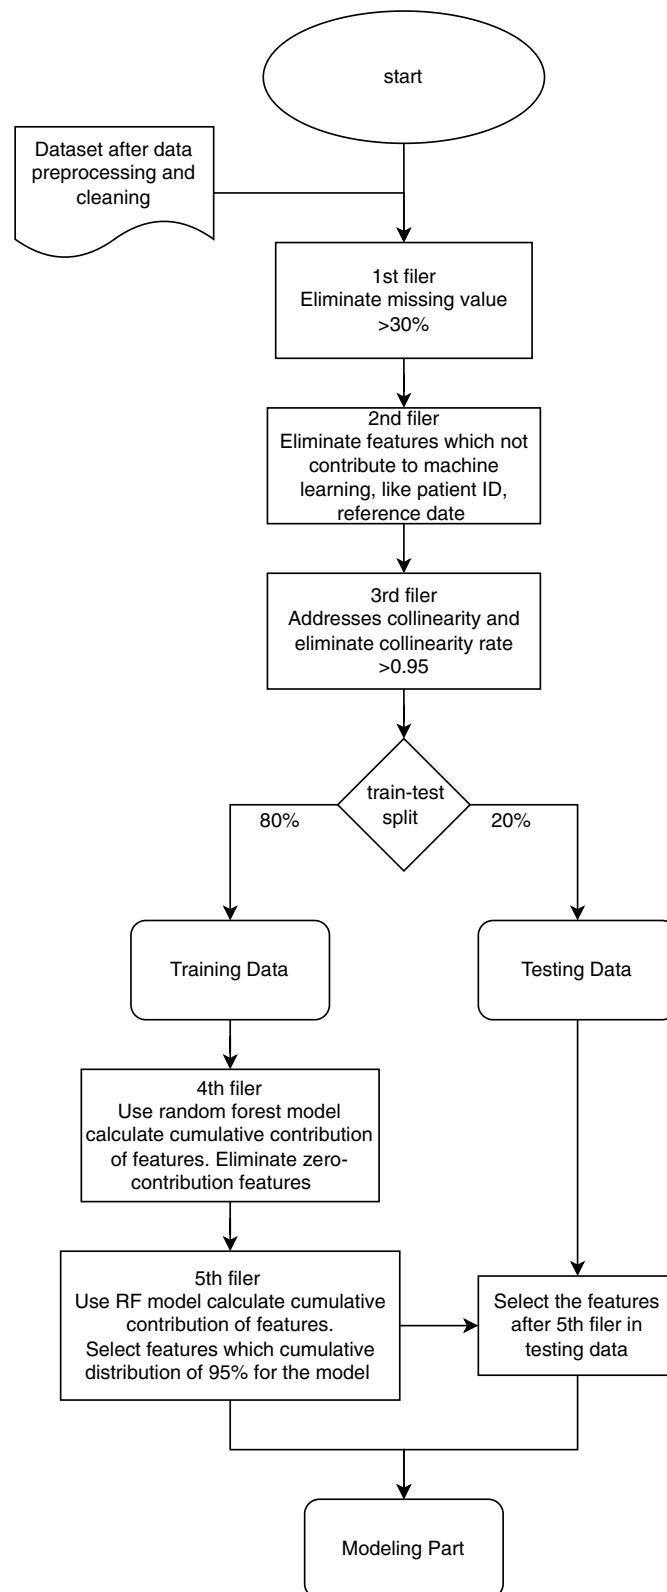 start
Dataset after data
preprocessing and
cleaning
1st filer
Eliminate missing value
>30%
2nd filer
Eliminate features which not
contribute to machine
learning, like patient ID,
reference date
3rd filer
Addresses collinearity and
eliminate collinearity rate
>0.95
train-test
split
80%
20%
Training Data
Testing Data
4th filer
Use random forest model
calculate cumulative contribution
of features. Eliminate zero-
contribution features
5th filer
Use RF model calculate cumulative
contribution of features.
Select features which cumulative
distribution of 95% for the model
Select the features
after 5th filer in
testing data
Modeling Part